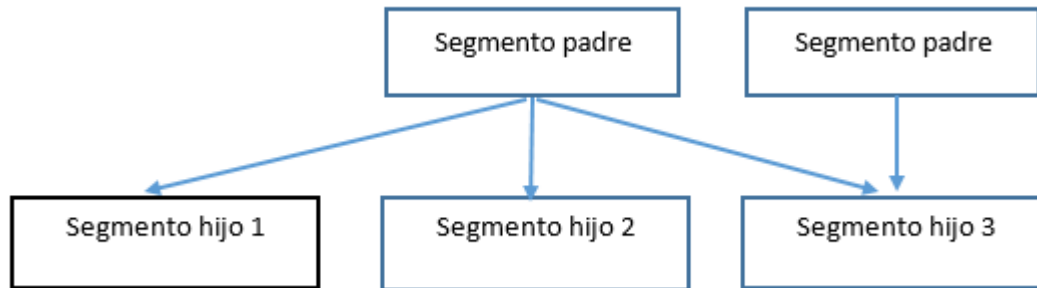 Segmento padre
Segmento padre
Segmento hijo 1
Segmento hijo 2
Segmento hijo 3